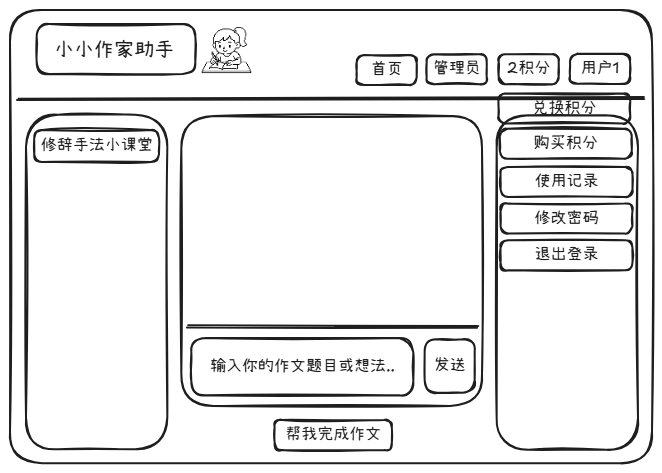 小小作家助手
首页
管理员
2积分
用户1
兑换积分
修辞手法小课堂
购买积分
使用记录
修改密码
退出登录
输入你的作文题目或想法..
发送
帮我完成作文